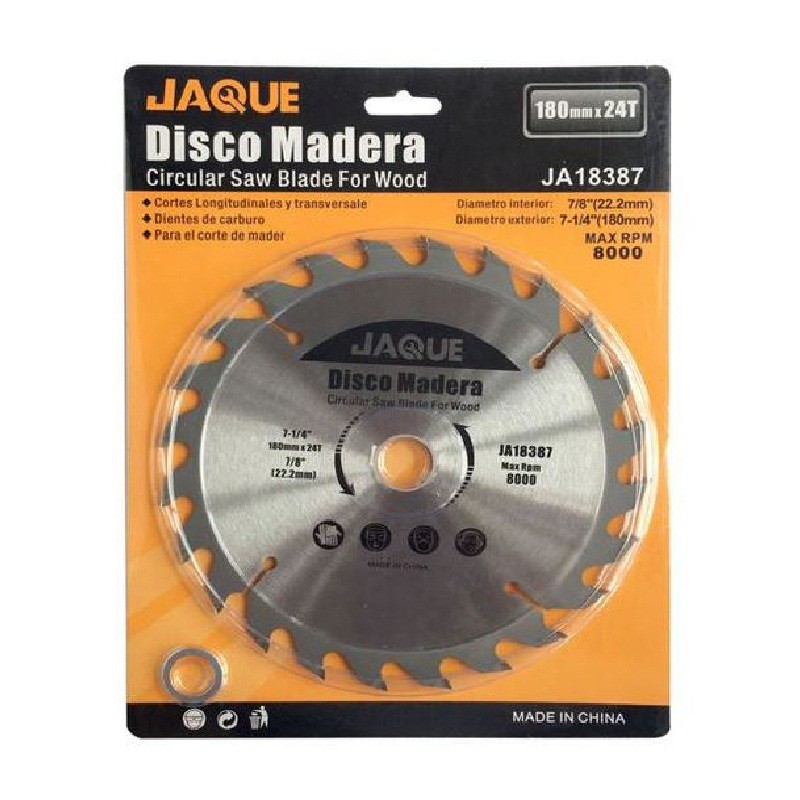 JAQUE
180mm x 24T
Disco Madera
Circular Saw Blade For Wood
JA18387
Cortes Longitudinales y transversale
Dientes de carburo
Para el corte de mader
Diametro interior: 7/8"(22.2mm)
Diametro exterior: 7-1/4"(180mm)
MAX RPM
8000
JAQUE
Disco Madera
Circular Saw Blade For Wood
7-1/4"
180mm x 24T
7/8"
(22.2mm)
JA18387
Max Rpm
8000
MADE IN CHINA
MADE IN CHINA